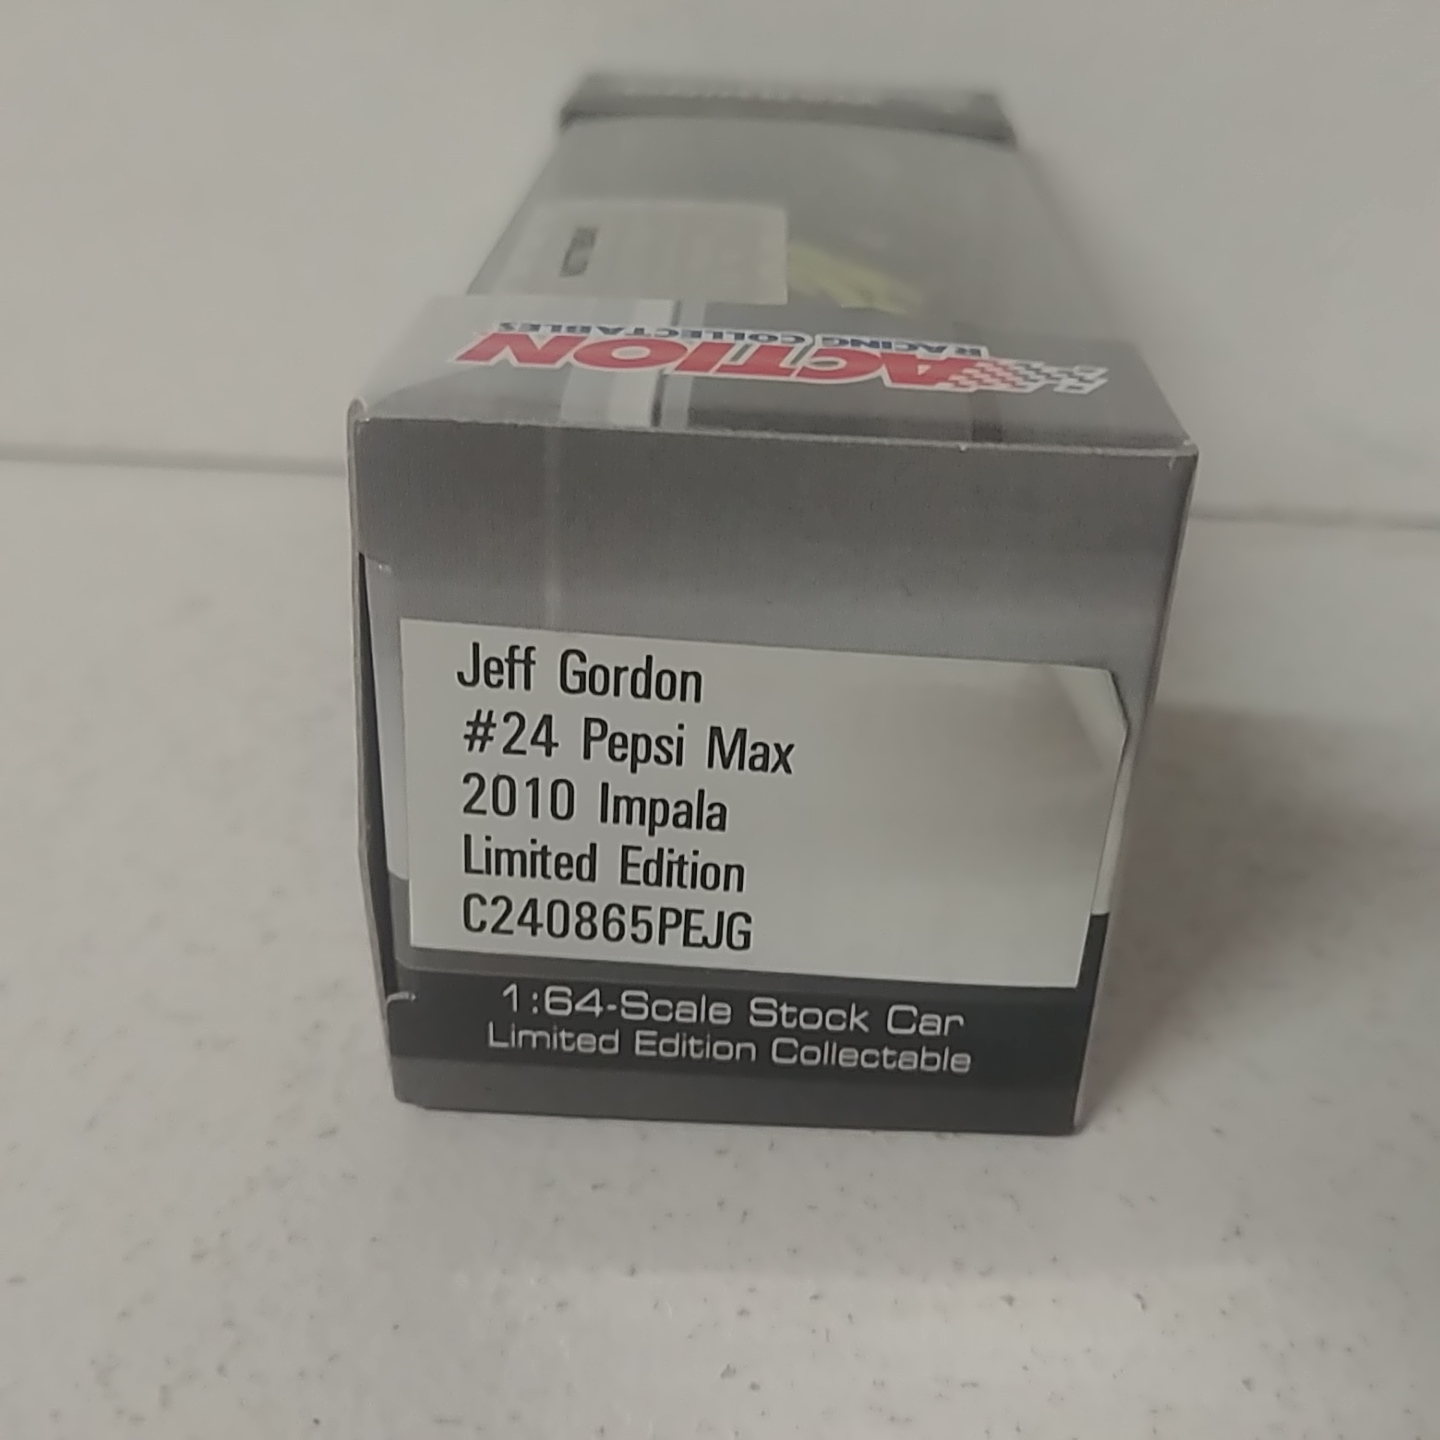 ACTION
RACING COLLECTABLES
Jeff Gordon
#24 Pepsi Max
2010 Impala
Limited Edition
C240865PEJG
1:64-Scale Stock Car
Limited Edition Collectable